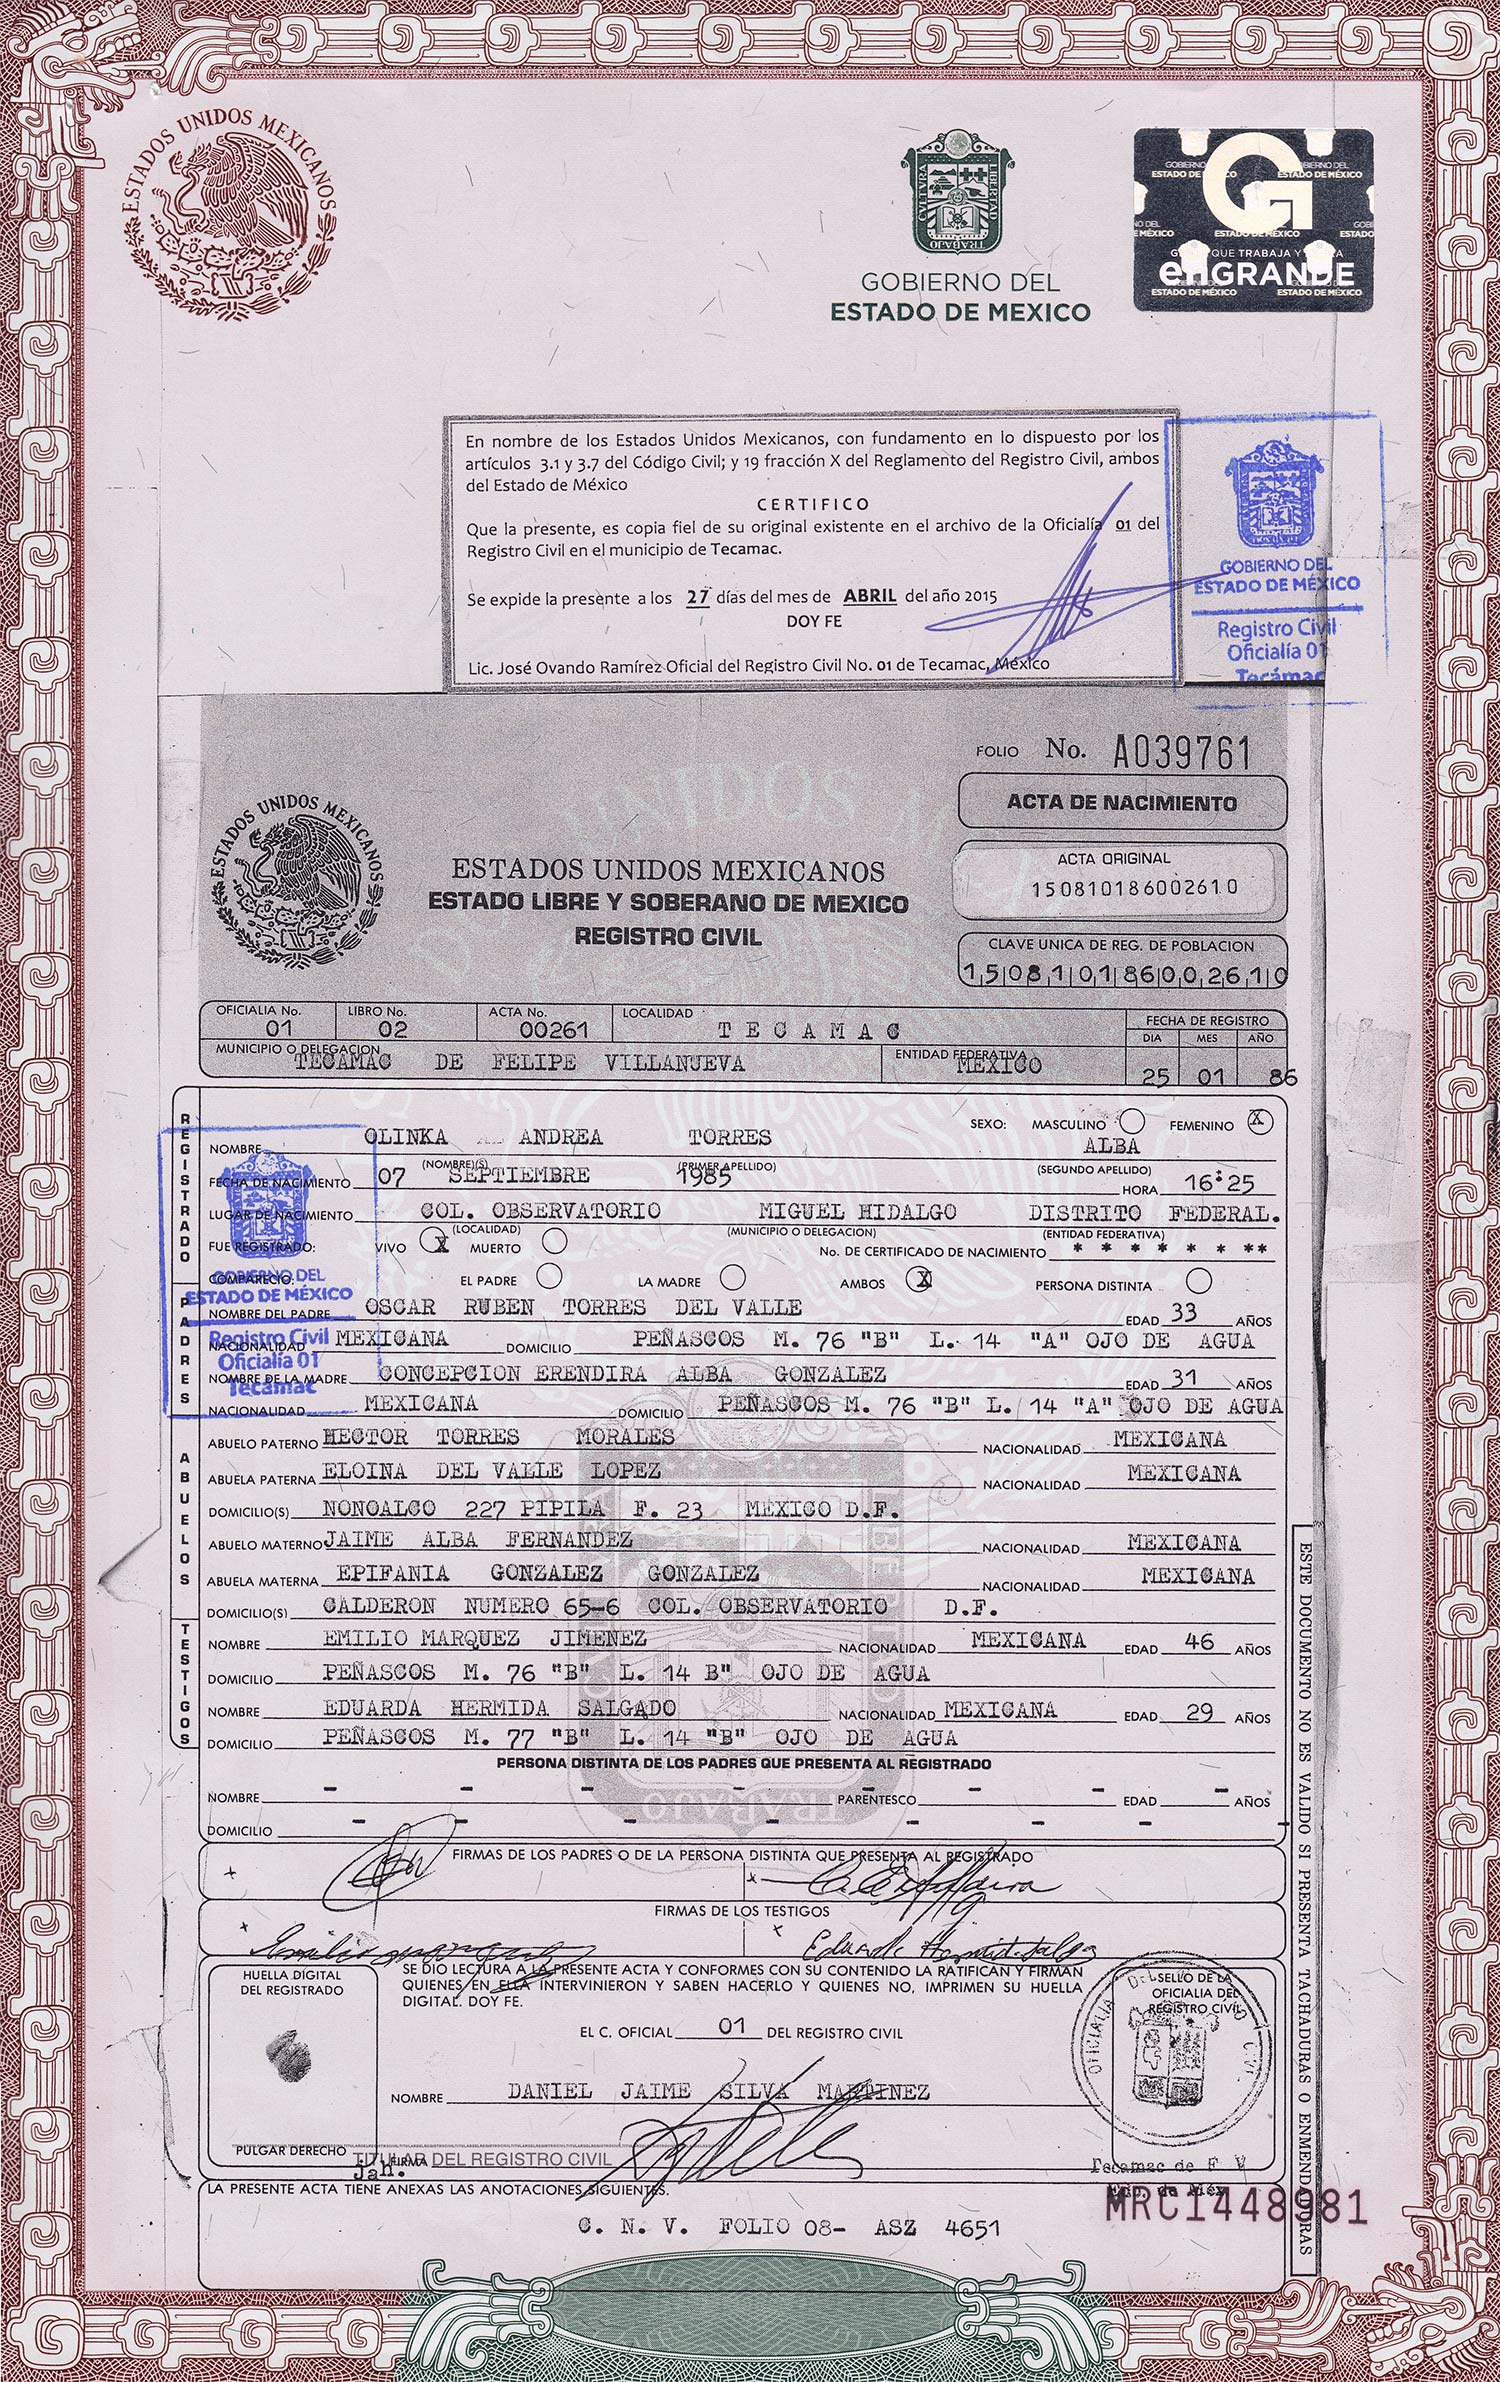 ESTADOS UNIDOS MEXICANOS
LIBERTAD
CULTURA
TRABAJO
GOBIERNO DEL
ESTADO DE MEXICO
G
GOBIERNO DEL
ESTADO DE MÉXICO
QUE TRABAJA Y
enGRANDE
ESTADO DE MÉXICO ESTADO DE MÉXICO
En nombre de los Estados Unidos Mexicanos, con fundamento en lo dispuesto por los
artículos 3.1 y 3.7 del Código Civil; y 19 fracción X del Reglamento del Registro Civil, ambos
del Estado de México
CERTIFICO
Que la presente, es copia fiel de su original existente en el archivo de la Oficialía 01 del
Registro Civil en el municipio de Tecamac.
Se expide la presente a los 27 días del mes de ABRIL del año 2015
DOY FE
Lic. José Ovando Ramírez Oficial del Registro Civil No. 01 de Tecamac, México
GOBIERNO DEL
ESTADO DE MÉXICO
Registro Civil
Oficialía 01
Tecámac
FOLIO No. A039761
ACTA DE NACIMIENTO
ESTADOS UNIDOS MEXICANOS
ESTADOS UNIDOS MEXICANOS
ESTADO LIBRE Y SOBERANO DE MEXICO
REGISTRO CIVIL
ACTA ORIGINAL
150810186002610
CLAVE UNICA DE REG. DE POBLACION
150810186002610
OFICIALIA No. 01 LIBRO No. 02 ACTA No. 00261 LOCALIDAD TECAMAC FECHA DE REGISTRO
MUNICIPIO O DELEGACION TECAMAC DE FELIPE VILLANUEVA ENTIDAD FEDERATIVA MEXICO DIA 25 MES 01 AÑO 86
REGISTRADO
SEXO: MASCULINO FEMENINO X
NOMBRE OLINKA ANDREA TORRES ALBA
(NOMBRE(S) (PRIMER APELLIDO) (SEGUNDO APELLIDO)
FECHA DE NACIMIENTO 07 SEPTIEMBRE 1985 HORA 16:25
LUGAR DE NACIMIENTO COL. OBSERVATORIO MIGUEL HIDALGO DISTRITO FEDERAL.
(LOCALIDAD) (MUNICIPIO O DELEGACION) (ENTIDAD FEDERATIVA)
FUE REGISTRADO: VIVO X MUERTO No. DE CERTIFICADO DE NACIMIENTO * * * * * * * *
COMPARECIO: EL PADRE LA MADRE AMBOS X PERSONA DISTINTA
GOBIERNO DEL
ESTADO DE MÉXICO
Registro Civil
Oficialía 01
Tecámac
PADRES
NOMBRE DEL PADRE OSCAR RUBEN TORRES DEL VALLE EDAD 33 AÑOS
NACIONALIDAD MEXICANA DOMICILIO PEÑASCOS M. 76 "B" L. 14 "A" OJO DE AGUA
NOMBRE DE LA MADRE CONCEPCION ERENDIRA ALBA GONZALEZ EDAD 31 AÑOS
NACIONALIDAD MEXICANA DOMICILIO PEÑASCOS M. 76 "B" L. 14 "A" OJO DE AGUA
ABUELOS
ABUELO PATERNO HECTOR TORRES MORALES NACIONALIDAD MEXICANA
ABUELA PATERNA ELOINA DEL VALLE LOPEZ NACIONALIDAD MEXICANA
DOMICILIO(S) NONOALCO 227 PIPILA F. 23 MEXICO D.F.
ABUELO MATERNO JAIME ALBA FERNANDEZ NACIONALIDAD MEXICANA
ABUELA MATERNA EPIFANIA GONZALEZ GONZALEZ NACIONALIDAD MEXICANA
DOMICILIO(S) CALDERON NUMERO 65-6 COL. OBSERVATORIO D.F.
TESTIGOS
NOMBRE EMILIO MARQUEZ JIMENEZ NACIONALIDAD MEXICANA EDAD 46 AÑOS
DOMICILIO PEÑASCOS M. 76 "B" L. 14 B" OJO DE AGUA
NOMBRE EDUARDA HERMIDA SALGADO NACIONALIDAD MEXICANA EDAD 29 AÑOS
DOMICILIO PEÑASCOS M. 77 "B" L. 14 "B" OJO DE AGUA
PERSONA DISTINTA DE LOS PADRES QUE PRESENTA AL REGISTRADO
NOMBRE PARENTESCO EDAD AÑOS
DOMICILIO
TRABAJO
FIRMAS DE LOS PADRES O DE LA PERSONA DISTINTA QUE PRESENTA AL REGISTRADO
FIRMAS DE LOS TESTIGOS
Emilio Marquez Eduarda Hermida Salgado
HUELLA DIGITAL
DEL REGISTRADO
PULGAR DERECHO
SE DIO LECTURA A LA PRESENTE ACTA Y CONFORMES CON SU CONTENIDO LA RATIFICAN Y FIRMAN
QUIENES EN ELLA INTERVINIERON Y SABEN HACERLO Y QUIENES NO, IMPRIMEN SU HUELLA
DIGITAL. DOY FE.
EL C. OFICIAL 01 DEL REGISTRO CIVIL
NOMBRE DANIEL JAIME SILVA MARTINEZ
FIRMA
TITULAR DEL REGISTRO CIVIL
Jan.
SELLO DE LA
OFICIALIA DEL
REGISTRO CIVIL
OFICIALIA DEL CIVIL
Tecamac de F V
Edo. de Méx.
LA PRESENTE ACTA TIENE ANEXAS LAS ANOTACIONES SIGUIENTES.
C. N. V. FOLIO 08- ASZ 4651
MRC1448981
ESTE DOCUMENTO NO ES VALIDO SI PRESENTA TACHADURAS O ENMENDADURAS